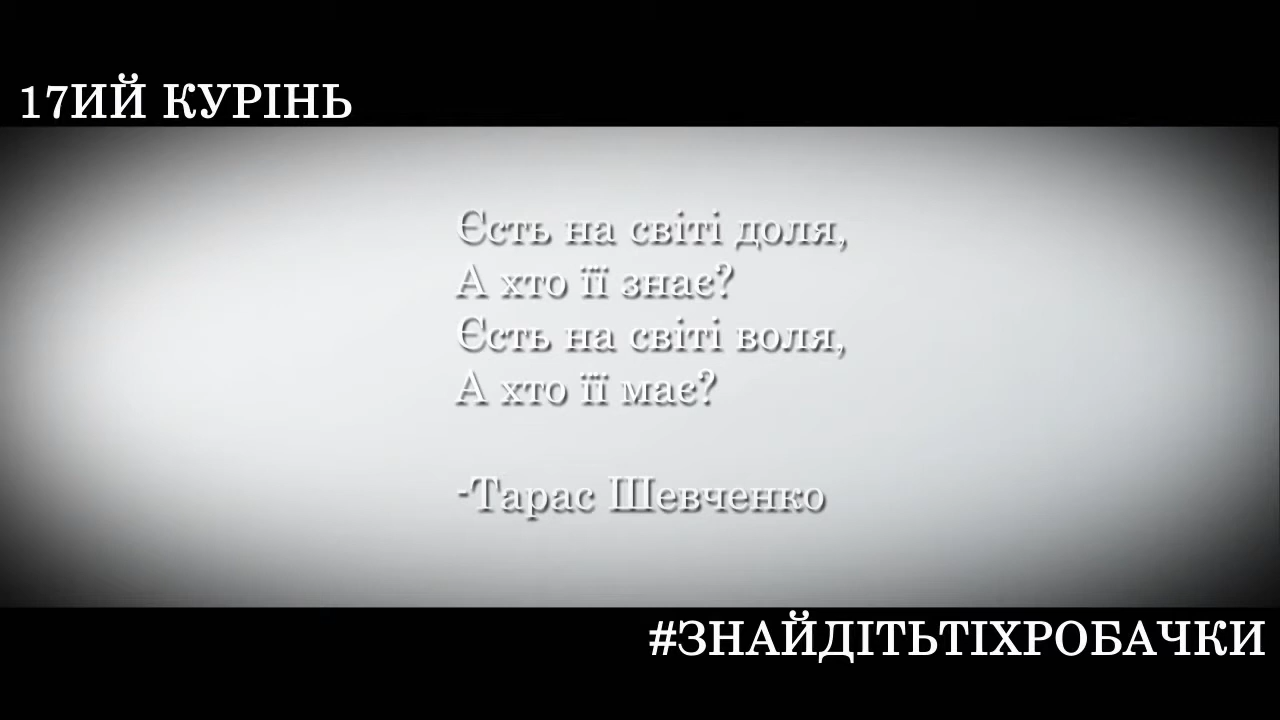 17ИЙ КУРІНЬ
Єсть на світі доля,
А хто її знає?
Єсть на світі воля,
А хто її має?
-Тарас Шевченко
#ЗНАЙДІТЬТІХРОБАЧКИ